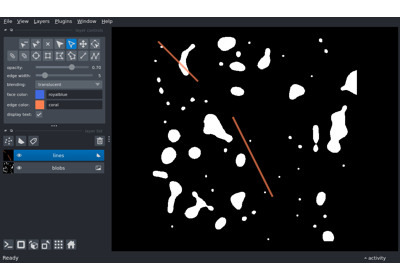 File View Layers Plugins Window Help
opacity: 0.70
edge width: 5
blending: translucent
face color: royalblue
edge color: coral
display text: ✓
lines
blobs
Ready
activity